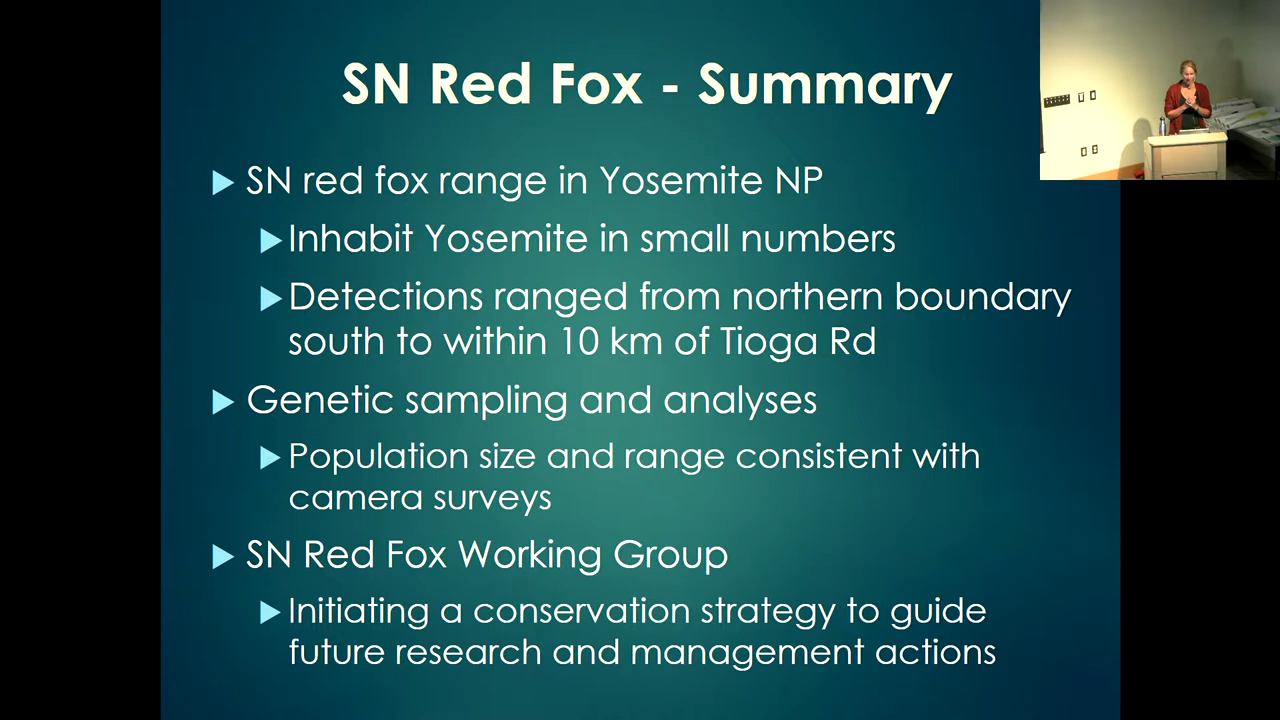 SN Red Fox - Summary
SN red fox range in Yosemite NP
Inhabit Yosemite in small numbers
Detections ranged from northern boundary
south to within 10 km of Tioga Rd
Genetic sampling and analyses
Population size and range consistent with
camera surveys
SN Red Fox Working Group
Initiating a conservation strategy to guide
future research and management actions